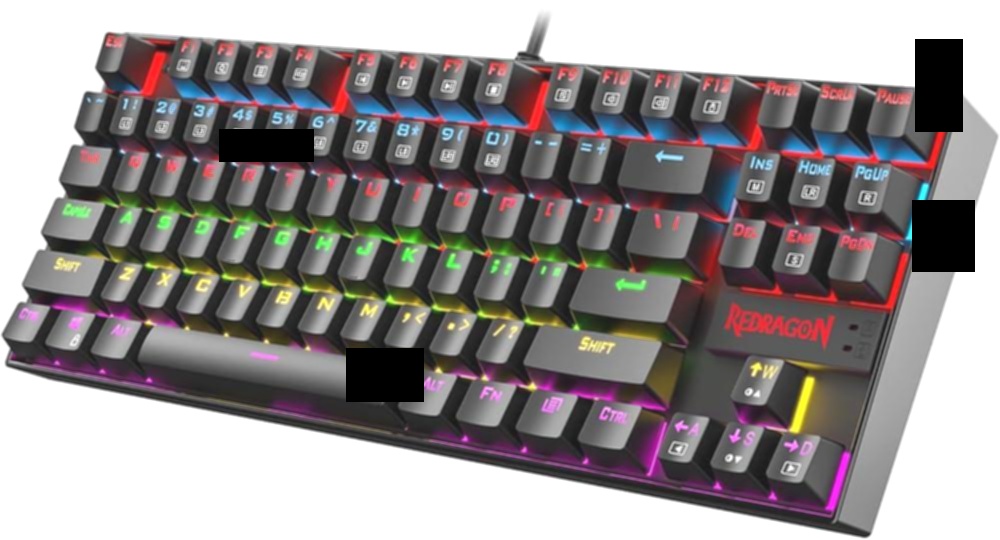 ESC F1 F2 F3 F4 F5 F6 F7 F8 F9 F10 F11 F12 PRTSC SCRLK PAUSE
`~ 1! 2@ 3# 4$ 5% 6^ 7& 8* 9( 0) -- =+ ← INS HOME PGUP
TAB Q W E R T Y U I O P [{ ]} \| DEL END PGDN
CAPSLK A S D F G H J K L ;: '" ↵
REDRAGON
SHIFT Z X C V B N M ,< .> /? SHIFT ↑W
CTRL 8 ALT ALT FN CTRL ←A ↓S →D